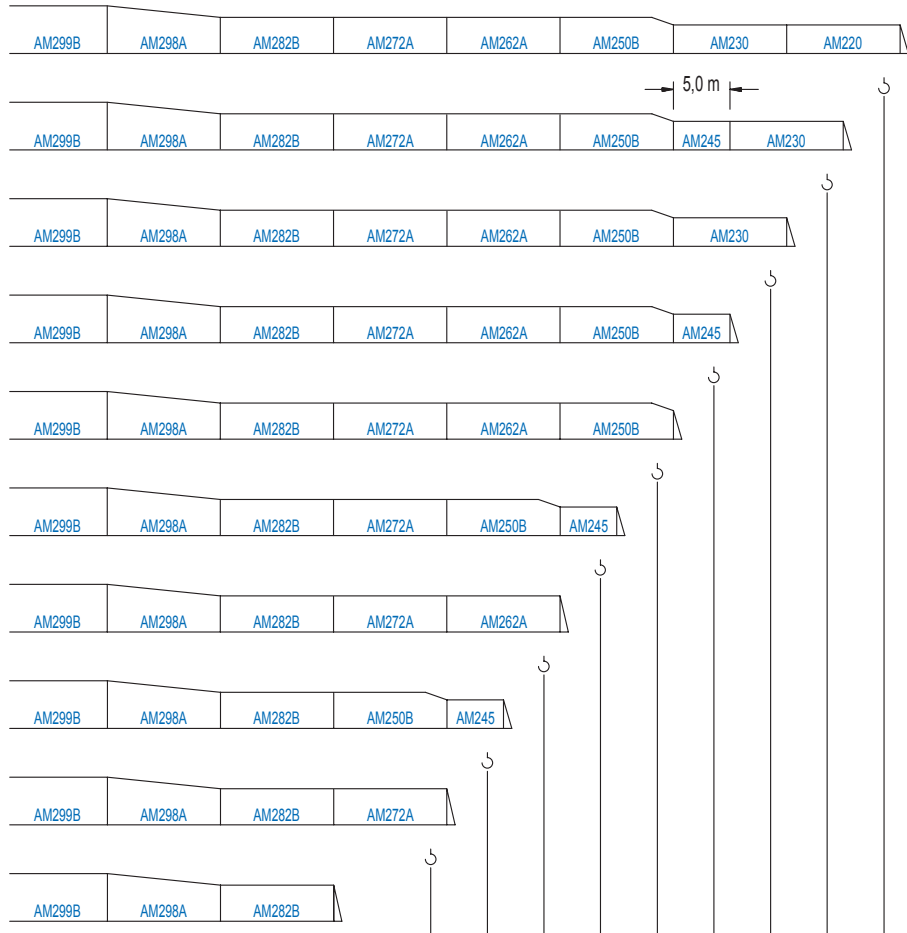 AM299B AM298A AM282B AM272A AM262A AM250B AM230 AM220
5,0 m
AM299B AM298A AM282B AM272A AM262A AM250B AM245 AM230
AM299B AM298A AM282B AM272A AM262A AM250B AM230
AM299B AM298A AM282B AM272A AM262A AM250B AM245
AM299B AM298A AM282B AM272A AM262A AM250B
AM299B AM298A AM282B AM272A AM250B AM245
AM299B AM298A AM282B AM272A AM262A
AM299B AM298A AM282B AM250B AM245
AM299B AM298A AM282B AM272A
AM299B AM298A AM282B